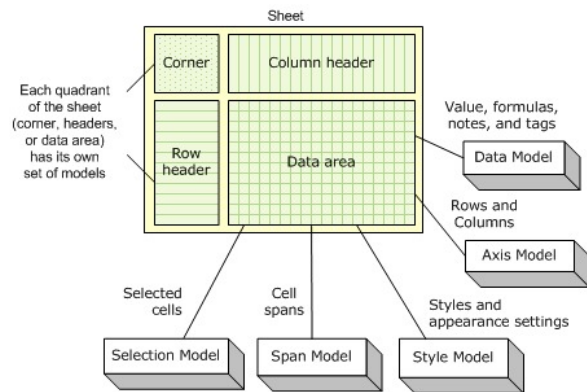 Sheet
Corner
Column header
Each quadrant
of the sheet
(corner, headers,
or data area)
has its own
set of models
Row
header
Data area
Value, formulas,
notes, and tags
Data Model
Rows and
Columns
Axis Model
Selected
cells
Cell
spans
Styles and
appearance settings
Selection Model
Span Model
Style Model